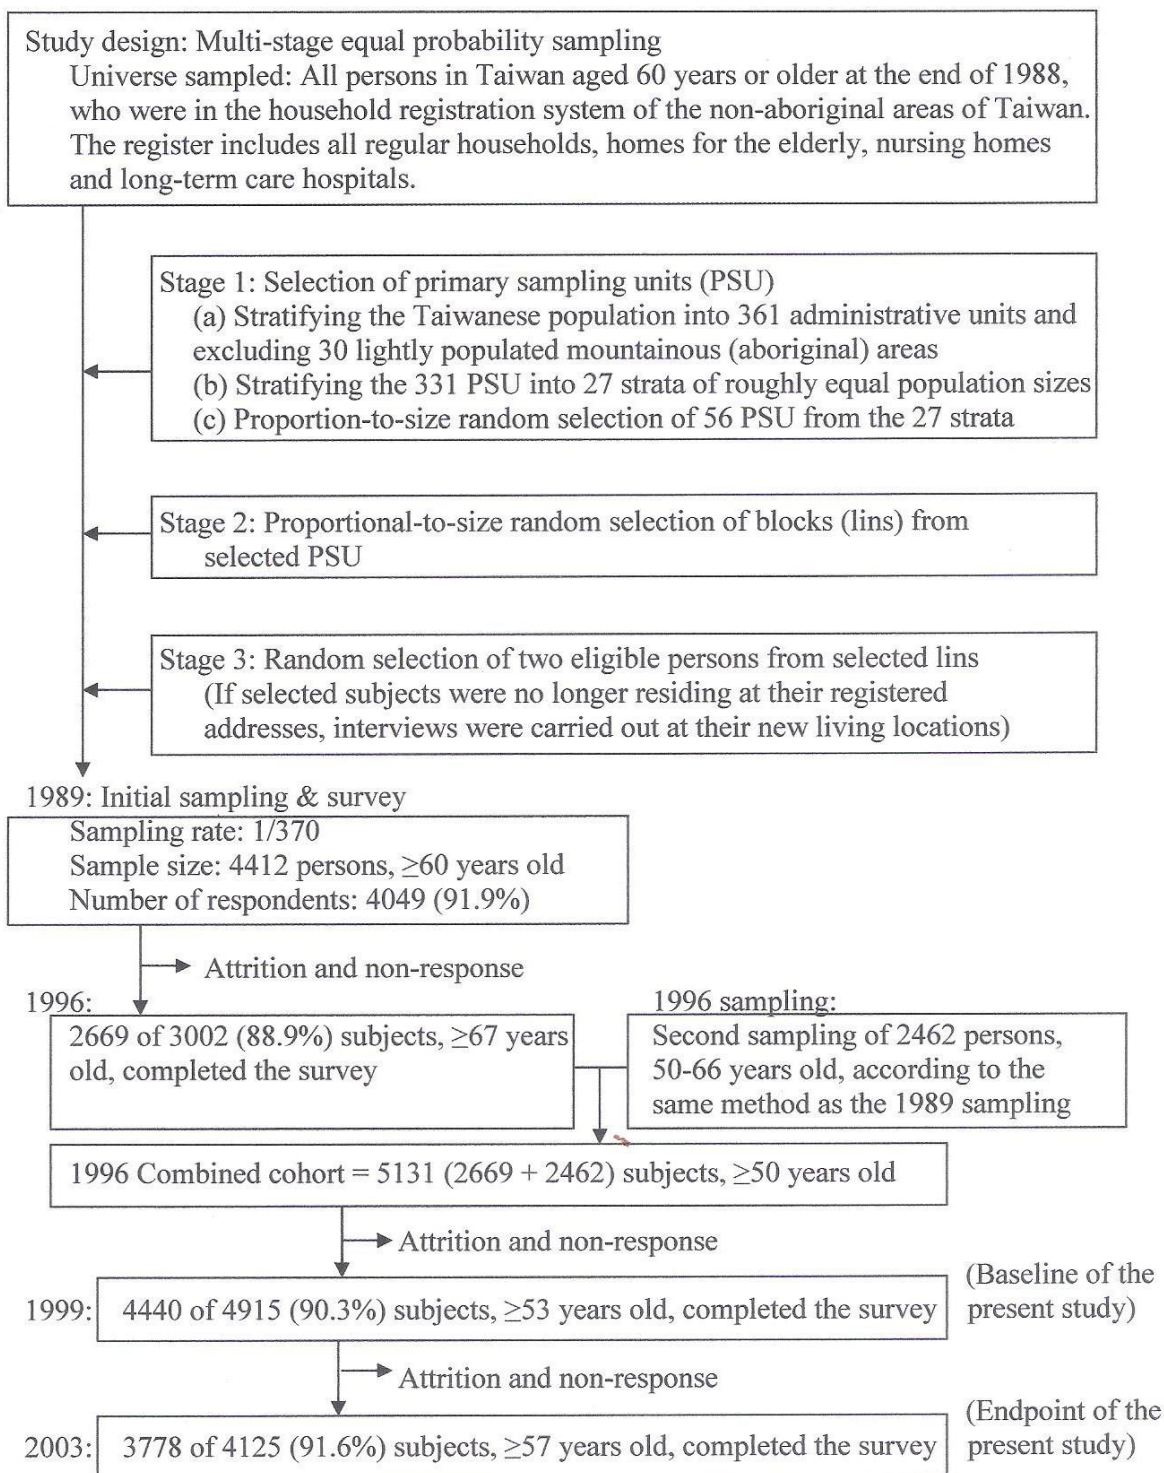 Study design: Multi-stage equal probability sampling
Universe sampled: All persons in Taiwan aged 60 years or older at the end of 1988,
who were in the household registration system of the non-aboriginal areas of Taiwan.
The register includes all regular households, homes for the elderly, nursing homes
and long-term care hospitals.
Stage 1: Selection of primary sampling units (PSU)
(a) Stratifying the Taiwanese population into 361 administrative units and
excluding 30 lightly populated mountainous (aboriginal) areas
(b) Stratifying the 331 PSU into 27 strata of roughly equal population sizes
(c) Proportion-to-size random selection of 56 PSU from the 27 strata
Stage 2: Proportional-to-size random selection of blocks (lins) from
selected PSU
Stage 3: Random selection of two eligible persons from selected lins
(If selected subjects were no longer residing at their registered
addresses, interviews were carried out at their new living locations)
1989: Initial sampling & survey
Sampling rate: 1/370
Sample size: 4412 persons, ≥60 years old
Number of respondents: 4049 (91.9%)
Attrition and non-response
1996:
2669 of 3002 (88.9%) subjects, ≥67 years
old, completed the survey
1996 sampling:
Second sampling of 2462 persons,
50-66 years old, according to the
same method as the 1989 sampling
1996 Combined cohort = 5131 (2669 + 2462) subjects, ≥50 years old
Attrition and non-response
1999: 4440 of 4915 (90.3%) subjects, ≥53 years old, completed the survey
(Baseline of the
present study)
Attrition and non-response
2003: 3778 of 4125 (91.6%) subjects, ≥57 years old, completed the survey
(Endpoint of the
present study)